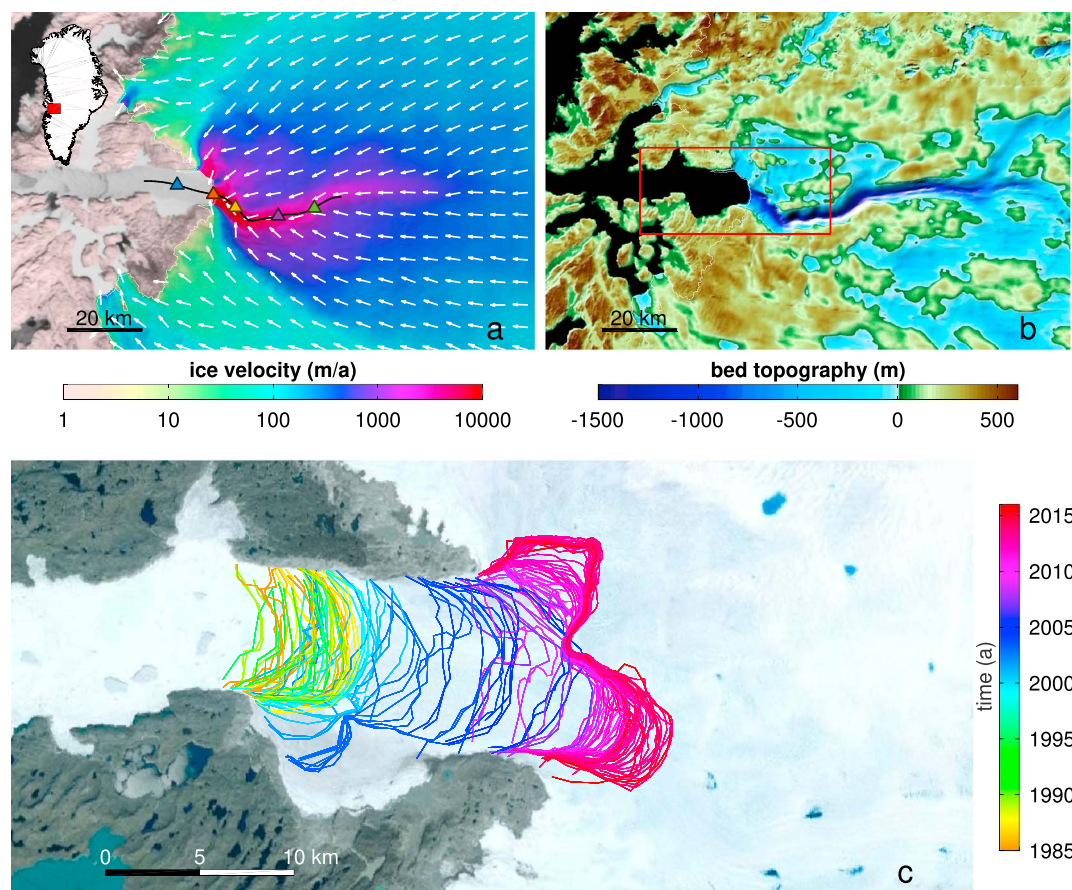 20 km
a
20 km
b
ice velocity (m/a)
1 10 100 1000 10000
bed topography (m)
-1500 -1000 -500 0 500
2015
2010
2005
2000
1995
1990
1985
time (a)
0 5 10 km
c